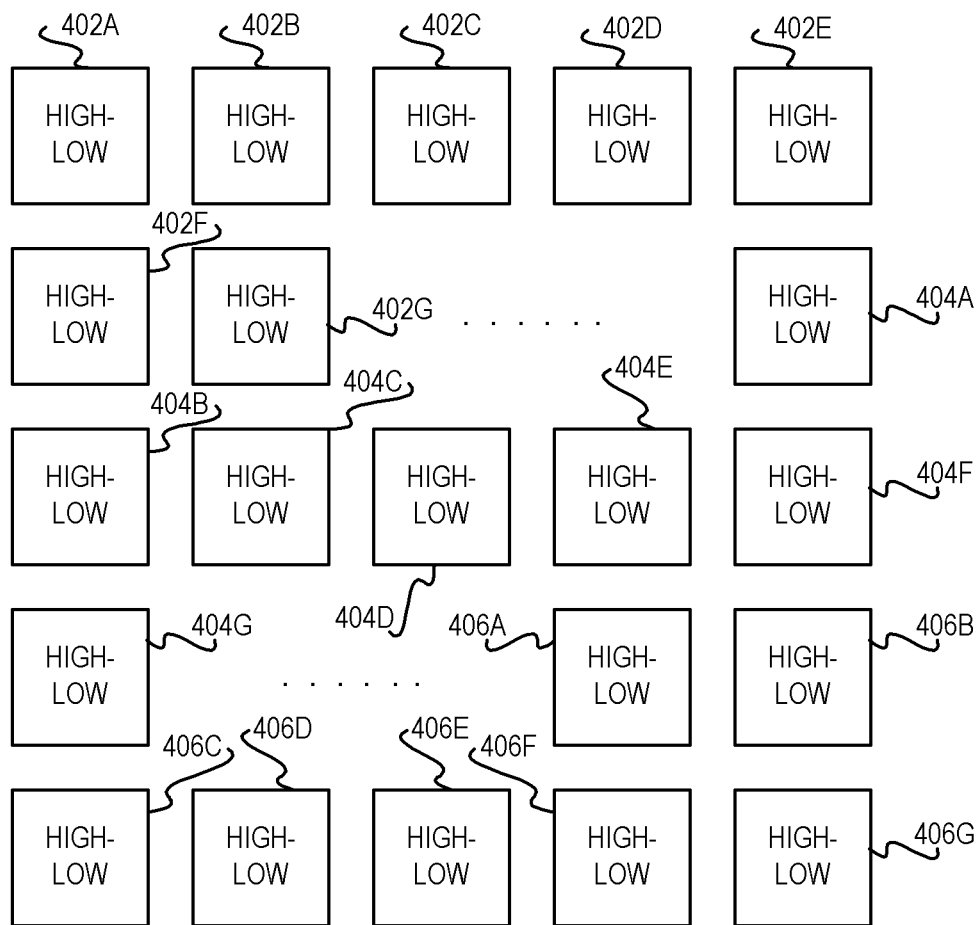 402A
402B
402C
402D
402E
HIGH-
LOW
HIGH-
LOW
HIGH-
LOW
HIGH-
LOW
HIGH-
LOW
402F
HIGH-
LOW
HIGH-
LOW
402G
. . . . . .
HIGH-
LOW
404A
404B
404C
404E
HIGH-
LOW
HIGH-
LOW
HIGH-
LOW
HIGH-
LOW
HIGH-
LOW
404F
404D
HIGH-
LOW
404G
. . . . . .
406A
HIGH-
LOW
HIGH-
LOW
406B
406C
406D
406E
406F
HIGH-
LOW
HIGH-
LOW
HIGH-
LOW
HIGH-
LOW
HIGH-
LOW
406G